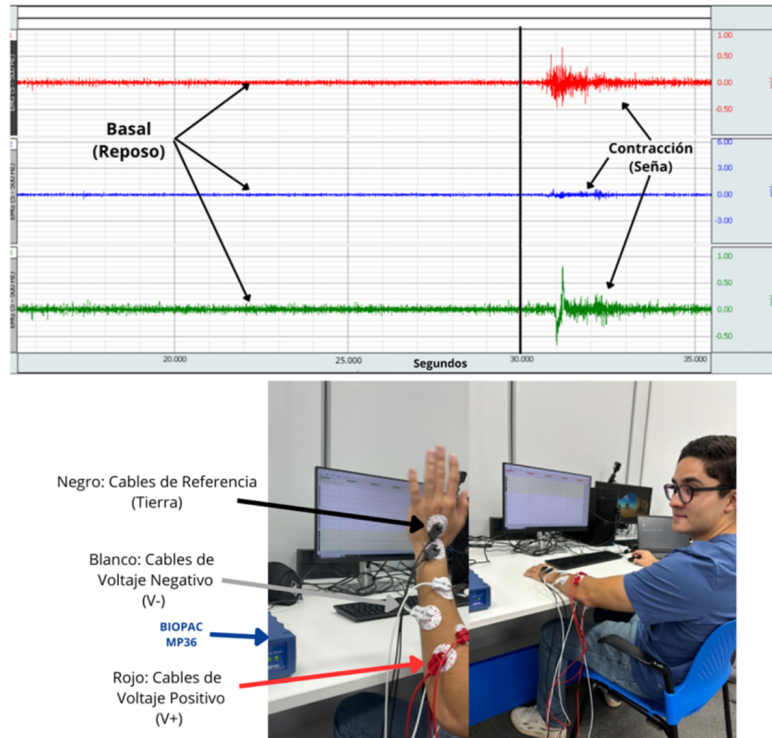 1.00
0.50
0.00
-0.50
Basal
(Reposo)
6.00
3.00
0.00
-3.00
Contracción
(Seña)
1.00
0.50
0.00
-0.50
20.000
25.000
Segundos
30.000
35.000
Negro: Cables de Referencia
(Tierra)
Blanco: Cables de
Voltaje Negativo
(V-)
BIOPAC
MP36
Rojo: Cables de
Voltaje Positivo
(V+)